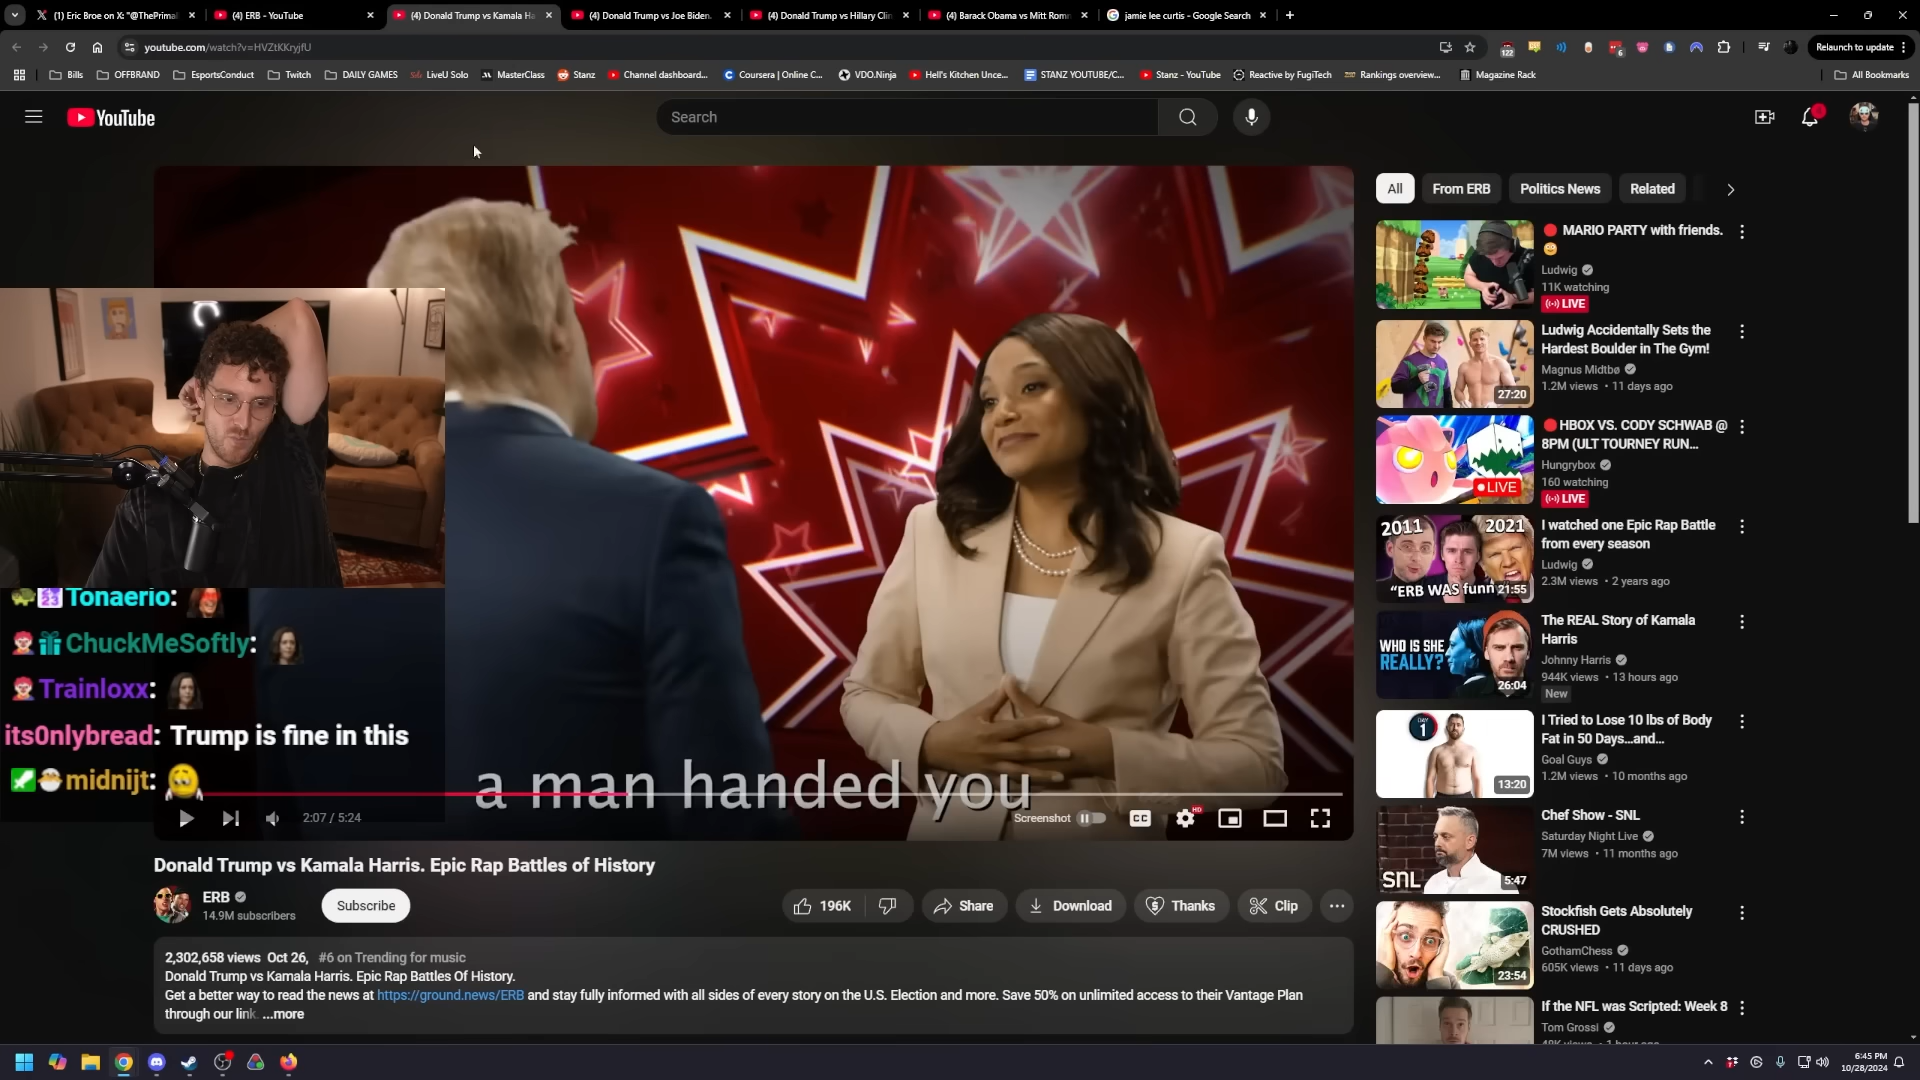 (1) Eric Broe on X: "@ThePrimal
(4) ERB - YouTube
(4) Donald Trump vs Kamala Ha
(4) Donald Trump vs Joe Biden.
(4) Donald Trump vs Hillary Clin
(4) Barack Obama vs Mitt Romn
jamie lee curtis - Google Search
youtube.com/watch?v=HVZtKKryjfU
122
6
Relaunch to update
Bills
OFFBRAND
EsportsConduct
Twitch
DAILY GAMES
LiveU Solo
MasterClass
Stanz
Channel dashboard...
Coursera | Online C...
VDO.Ninja
Hell's Kitchen Unce...
STANZ YOUTUBE/C...
Stanz - YouTube
Reactive by FugiTech
Rankings overview...
Magazine Rack
All Bookmarks
YouTube
Search
All
From ERB
Politics News
Related
MARIO PARTY with friends.
Ludwig
11K watching
LIVE
Ludwig Accidentally Sets the
Hardest Boulder in The Gym!
Magnus Midtbø
1.2M views • 11 days ago
27:20
HBOX VS. CODY SCHWAB @
8PM (ULT TOURNEY RUN...
Hungrybox
160 watching
LIVE
LIVE
2011 2021
"ERB WAS funn
21:55
I watched one Epic Rap Battle
from every season
Ludwig
2.3M views • 2 years ago
WHO IS SHE
REALLY?
26:04
The REAL Story of Kamala
Harris
Johnny Harris
944K views • 13 hours ago
New
DAY
1
13:20
I Tried to Lose 10 lbs of Body
Fat in 50 Days...and...
Goal Guys
1.2M views • 10 months ago
SNL
5:47
Chef Show - SNL
Saturday Night Live
7M views • 11 months ago
23:54
Stockfish Gets Absolutely
CRUSHED
GothamChess
605K views • 11 days ago
If the NFL was Scripted: Week 8
Tom Grossi
Tonaerio:
ChuckMeSoftly:
Trainloxx:
its0nlybread: Trump is fine in this
midnijt:
a man handed you
2:07 / 5:24
Screenshot
CC
HD
Donald Trump vs Kamala Harris. Epic Rap Battles of History
ERB
14.9M subscribers
Subscribe
196K
Share
Download
Thanks
Clip
2,302,658 views Oct 26, #6 on Trending for music
Donald Trump vs Kamala Harris. Epic Rap Battles Of History.
Get a better way to read the news at https://ground.news/ERB and stay fully informed with all sides of every story on the U.S. Election and more. Save 50% on unlimited access to their Vantage Plan
through our link. ...more
6:45 PM
10/28/2024